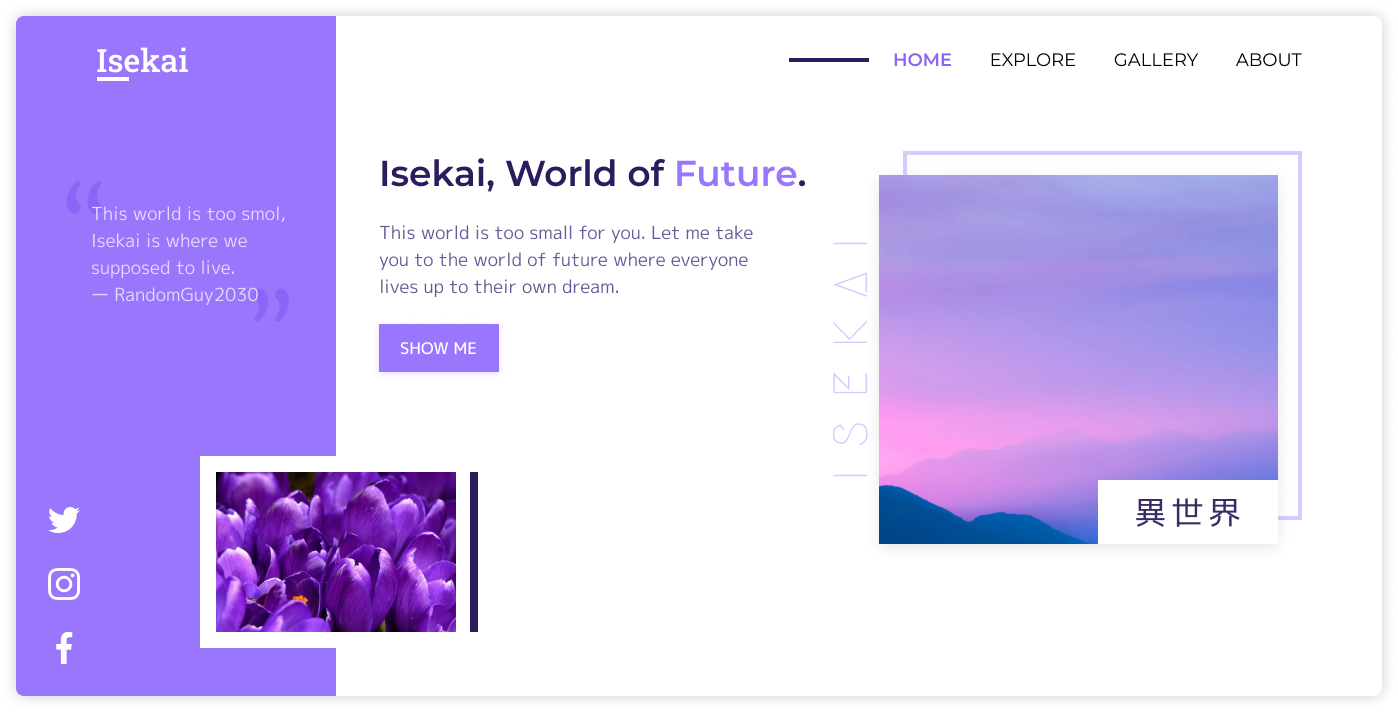 Isekai
HOME EXPLORE GALLERY ABOUT
“
This world is too smol,
Isekai is where we
supposed to live.
— RandomGuy2030
”
Isekai, World of Future.
This world is too small for you. Let me take
you to the world of future where everyone
lives up to their own dream.
SHOW ME
I S E K A I
異世界